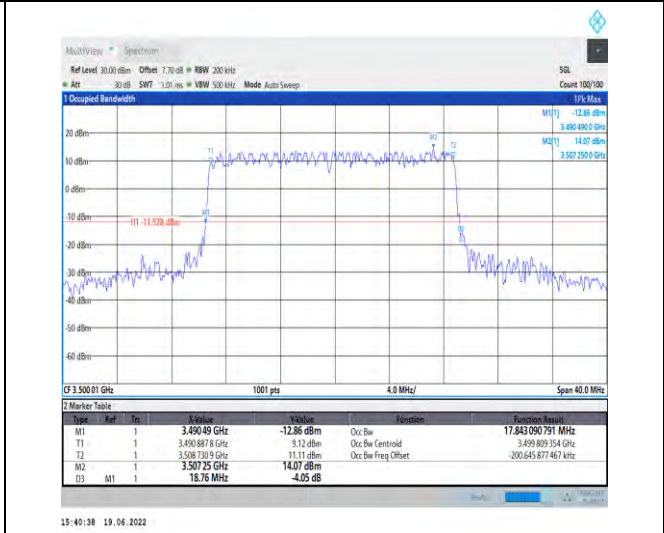 MultiView Spectrum
Ref Level 30.00 dBm Offset 7.70 dB RBW 200 kHz SGL
Att 30 dB SWT 1.01 ms VBW 500 kHz Mode Auto Sweep Count 100/100
1 Occupied Bandwidth 1Pk Max
M1[1] -12.86 dBm
3.490 490 0 GHz
M2[1] 14.07 dBm
3.507 250 0 GHz
20 dBm
M2
T1
T2
10 dBm
0 dBm
-10 dBm
M1
H1 -11.928 dBm
-20 dBm
-30 dBm
-40 dBm
-50 dBm
-60 dBm
CF 3.500 01 GHz 1001 pts 4.0 MHz/ Span 40.0 MHz
2 Marker Table
Type Ref Trc X-Value Y-Value Function Function Result
M1 1 3.490 49 GHz -12.86 dBm Occ Bw 17.843 090 791 MHz
T1 1 3.490 887 8 GHz 9.12 dBm Occ Bw Centroid 3.499 809 354 GHz
T2 1 3.508 730 9 GHz 11.11 dBm Occ Bw Freq Offset -200.645 877 467 kHz
M2 1 3.507 25 GHz 14.07 dBm
D3 M1 1 18.76 MHz -4.05 dB
15:40:38 19.06.2022